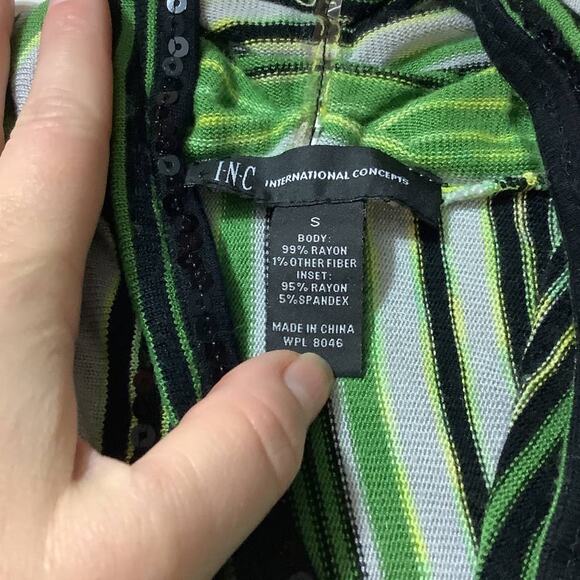 I·N·C INTERNATIONAL CONCEPTS
S
BODY:
99% RAYON
1% OTHER FIBER
INSET:
95% RAYON
5% SPANDEX
MADE IN CHINA
WPL 8046